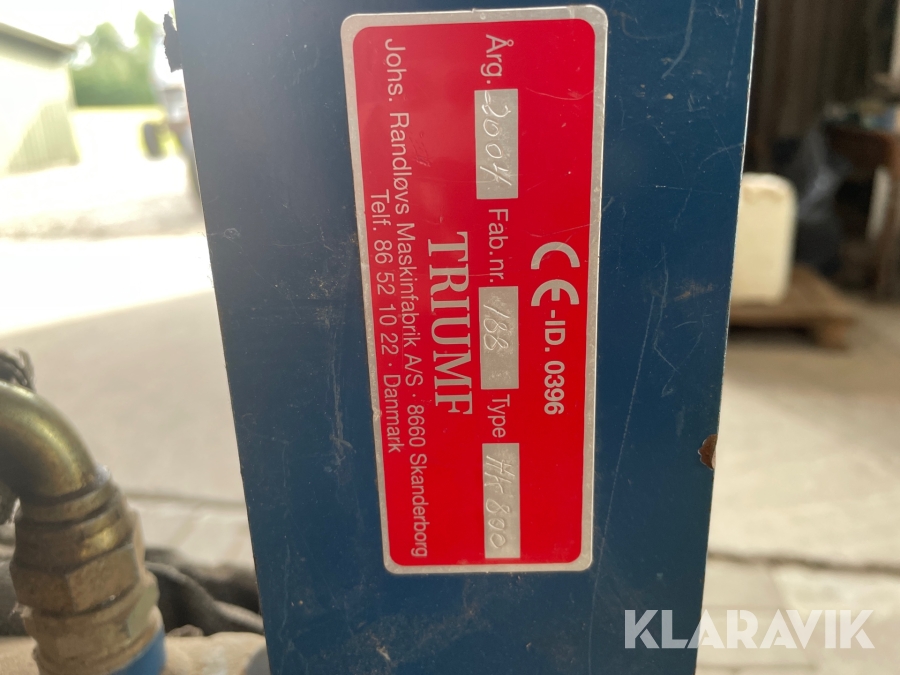 CE-ID. 0396
Årg. 2004 Fab.nr. 188 Type HK 800
TRIUMF
Johs. Randløvs Maskinfabrik A/S · 8660 Skanderborg
Telf. 86 52 10 22 · Danmark
KLARAVIK